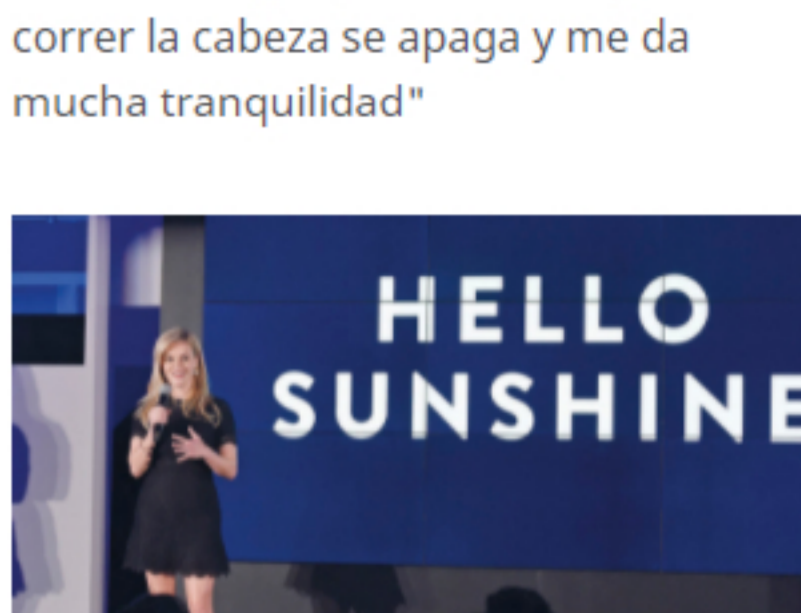 correr la cabeza se apaga y me da
mucha tranquilidad"
HELLO
SUNSHINE